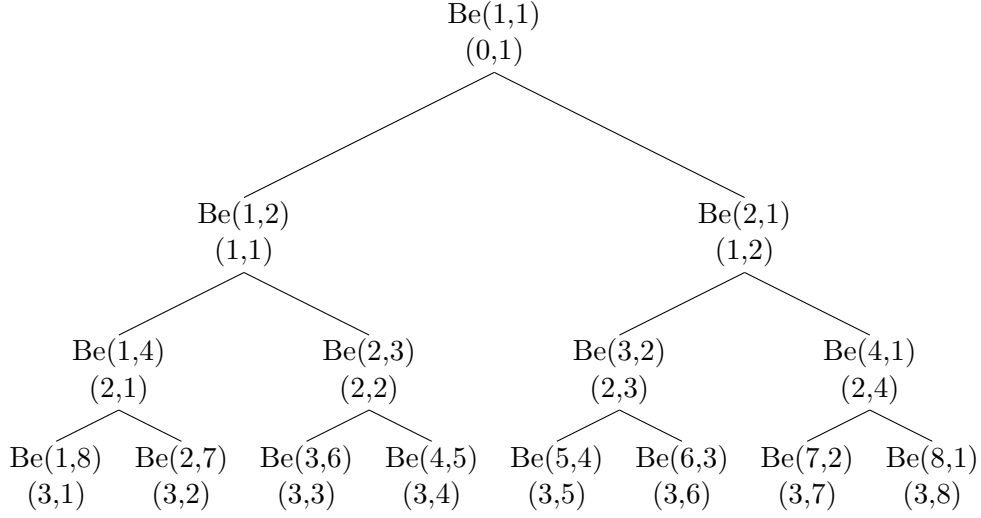 Be(1,1)
(0,1)
Be(1,2) Be(2,1)
(1,1) (1,2)
Be(1,4) Be(2,3) Be(3,2) Be(4,1)
(2,1) (2,2) (2,3) (2,4)
Be(1,8) Be(2,7) Be(3,6) Be(4,5) Be(5,4) Be(6,3) Be(7,2) Be(8,1)
(3,1) (3,2) (3,3) (3,4) (3,5) (3,6) (3,7) (3,8)